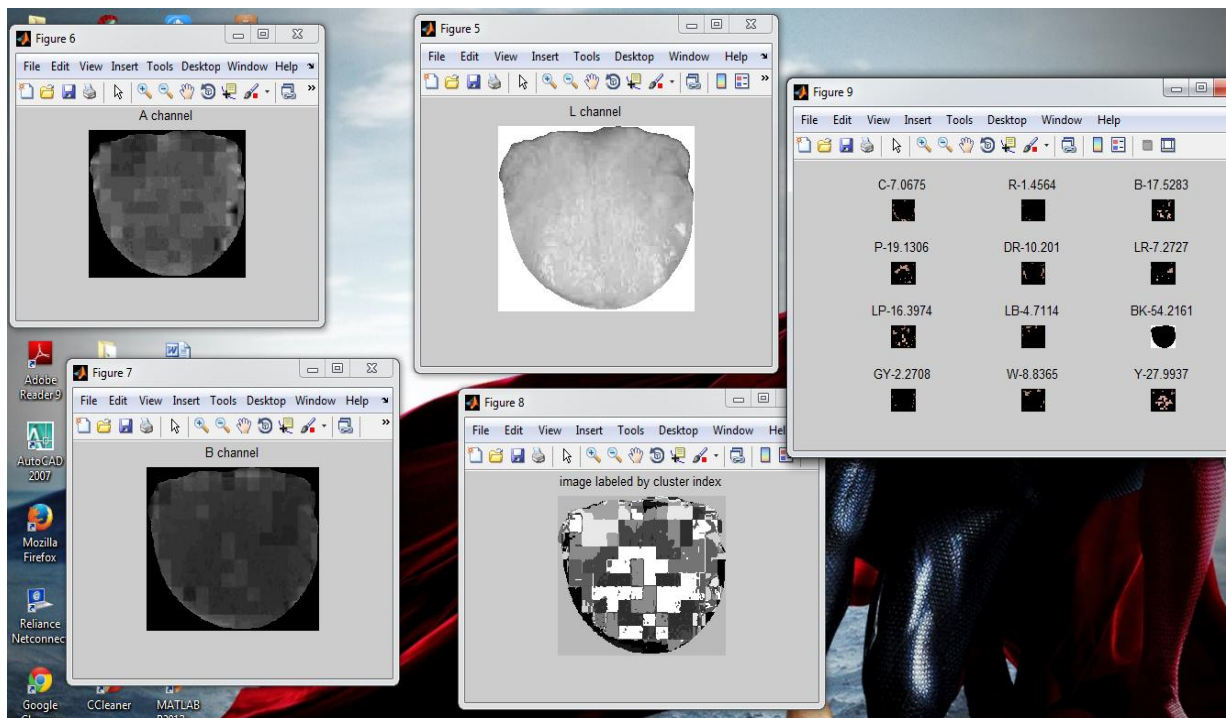 Figure 6
File Edit View Insert Tools Desktop Window Help
A channel
Figure 5
File Edit View Insert Tools Desktop Window Help
L channel
Figure 9
File Edit View Insert Tools Desktop Window Help
C-7.0675 R-1.4564 B-17.5283
P-19.1306 DR-10.201 LR-7.2727
LP-16.3974 LB-4.7114 BK-54.2161
GY-2.2708 W-8.8365 Y-27.9937
Figure 7
File Edit View Insert Tools Desktop Window Help
B channel
Figure 8
File Edit View Insert Tools Desktop Window Hel
image labeled by cluster index
Adobe
Reader 9
AutoCAD
2007
Mozilla
Firefox
Reliance
Netconnec
Google
CCleaner
MATLAB